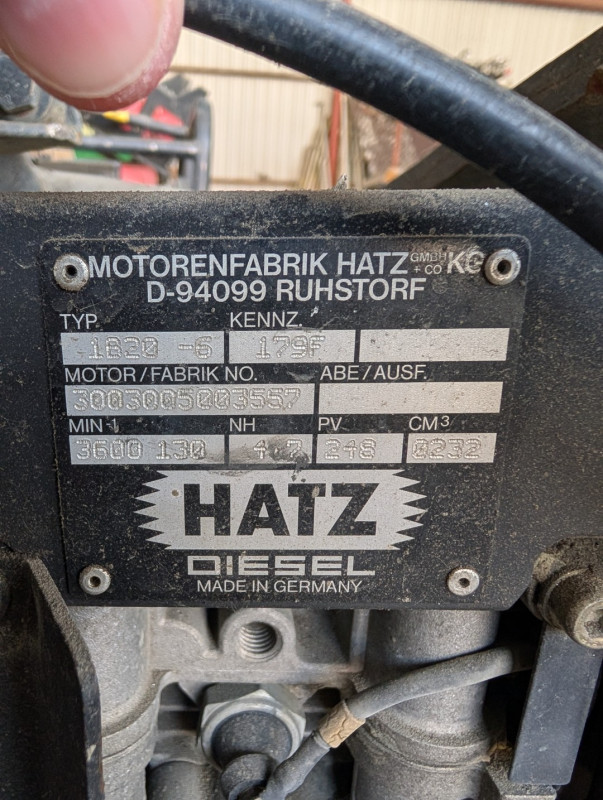 MOTORENFABRIK HATZ GMBH + CO KG
D-94099 RUHSTORF
TYP KENNZ.
1B20 -6 179F
MOTOR / FABRIK NO. ABE / AUSF.
3003005003557
MIN-1 NH PV CM³
3600 130 4.7 248 0232
HATZ
DIESEL
MADE IN GERMANY